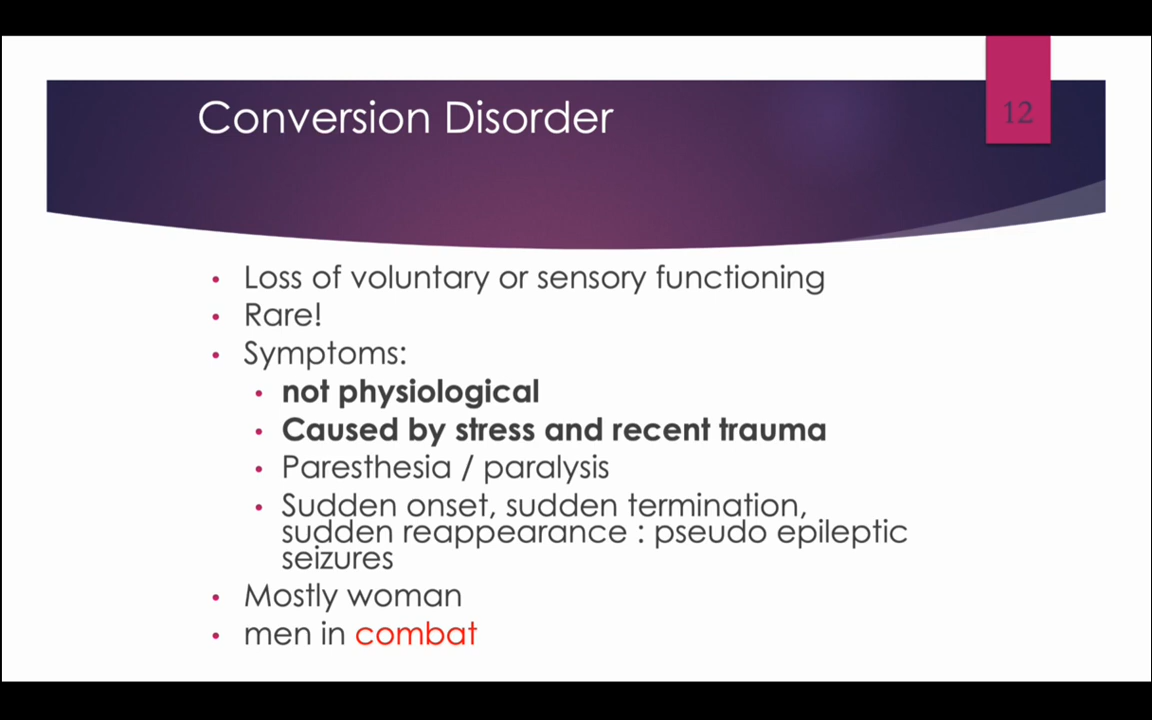 Conversion Disorder
12
• Loss of voluntary or sensory functioning
• Rare!
• Symptoms:
• not physiological
• Caused by stress and recent trauma
• Paresthesia / paralysis
• Sudden onset, sudden termination,
sudden reappearance : pseudo epileptic
seizures
• Mostly woman
• men in combat